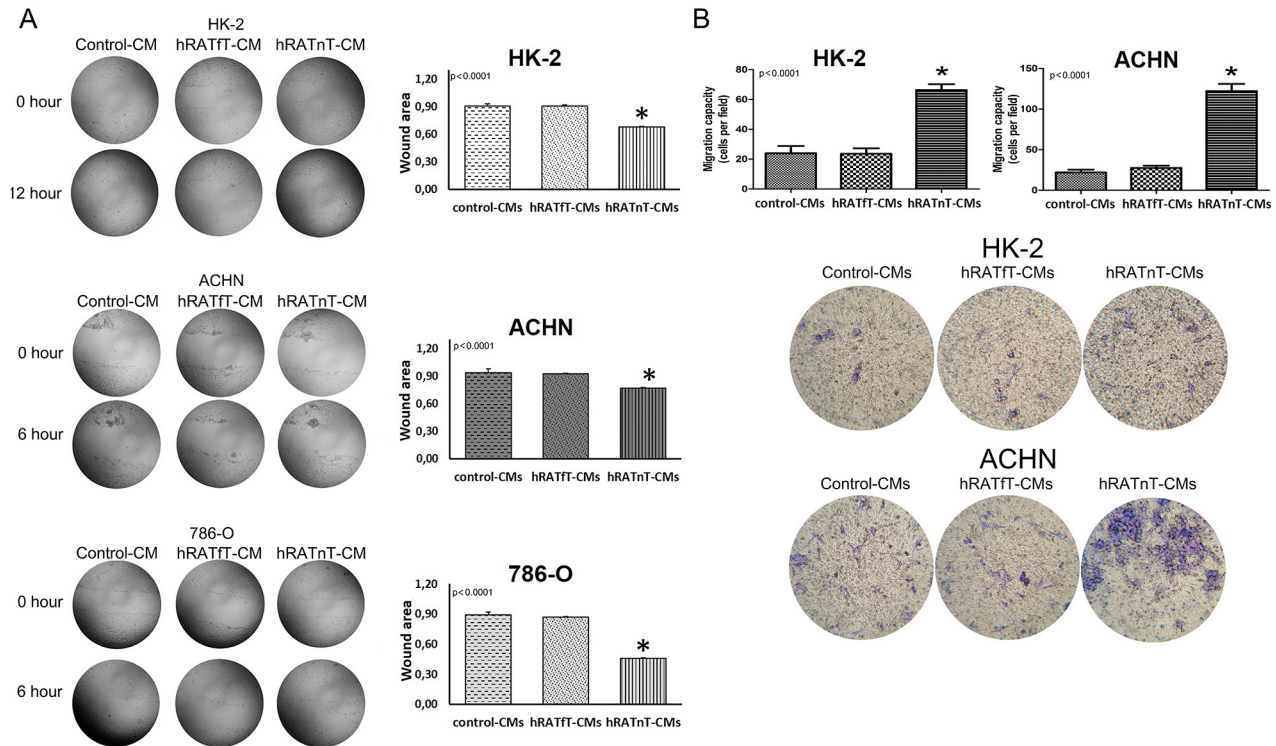 A
HK-2
Control-CM hRATfT-CM hRATnT-CM
0 hour
12 hour
HK-2
p<0.0001
Wound area
1,20
0,90
0,60
0,30
0,00
*
control-CMs hRATfT-CMs hRATnT-CMs
ACHN
Control-CM hRATfT-CM hRATnT-CM
0 hour
6 hour
ACHN
p<0.0001
Wound area
1,20
0,90
0,60
0,30
0,00
*
control-CMs hRATfT-CMs hRATnT-CMs
786-O
Control-CM hRATfT-CM hRATnT-CM
0 hour
6 hour
786-O
p<0.0001
Wound area
1,20
0,90
0,60
0,30
0,00
*
control-CMs hRATfT-CMs hRATnT-CMs
B
HK-2
p<0.0001
Migration capacity
(cells per field)
80
60
40
20
0
*
control-CMs hRATfT-CMs hRATnT-CMs
ACHN
p<0.0001
Migration capacity
(cells per field)
150
100
50
0
*
control-CMs hRATfT-CMs hRATnT-CMs
HK-2
Control-CMs hRATfT-CMs hRATnT-CMs
ACHN
Control-CMs hRATfT-CMs hRATnT-CMs